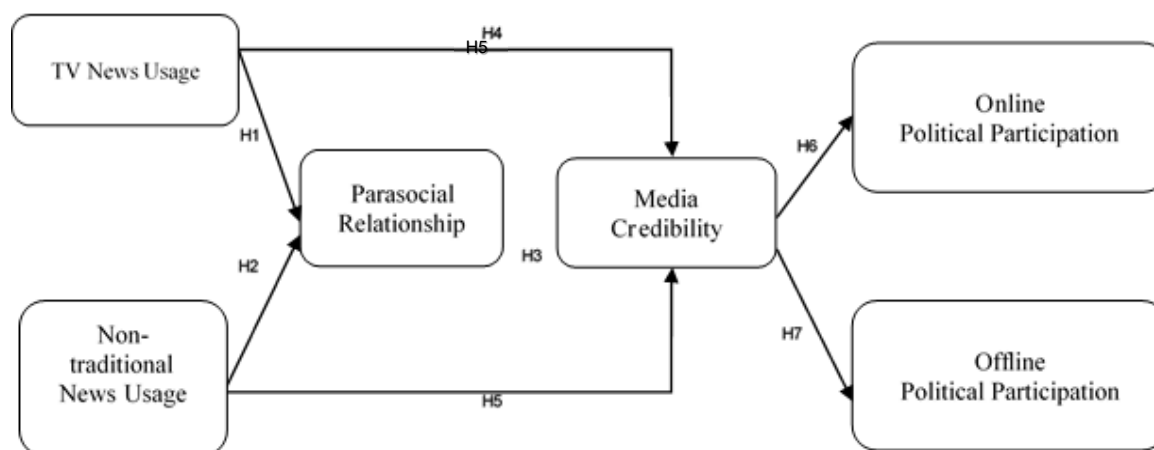 H4
H5
TV News Usage
Online
Political Participation
H1
H6
Parasocial
Relationship
Media
Credibility
H3
H2
H7
Non-
traditional
News Usage
Offline
Political Participation
H5